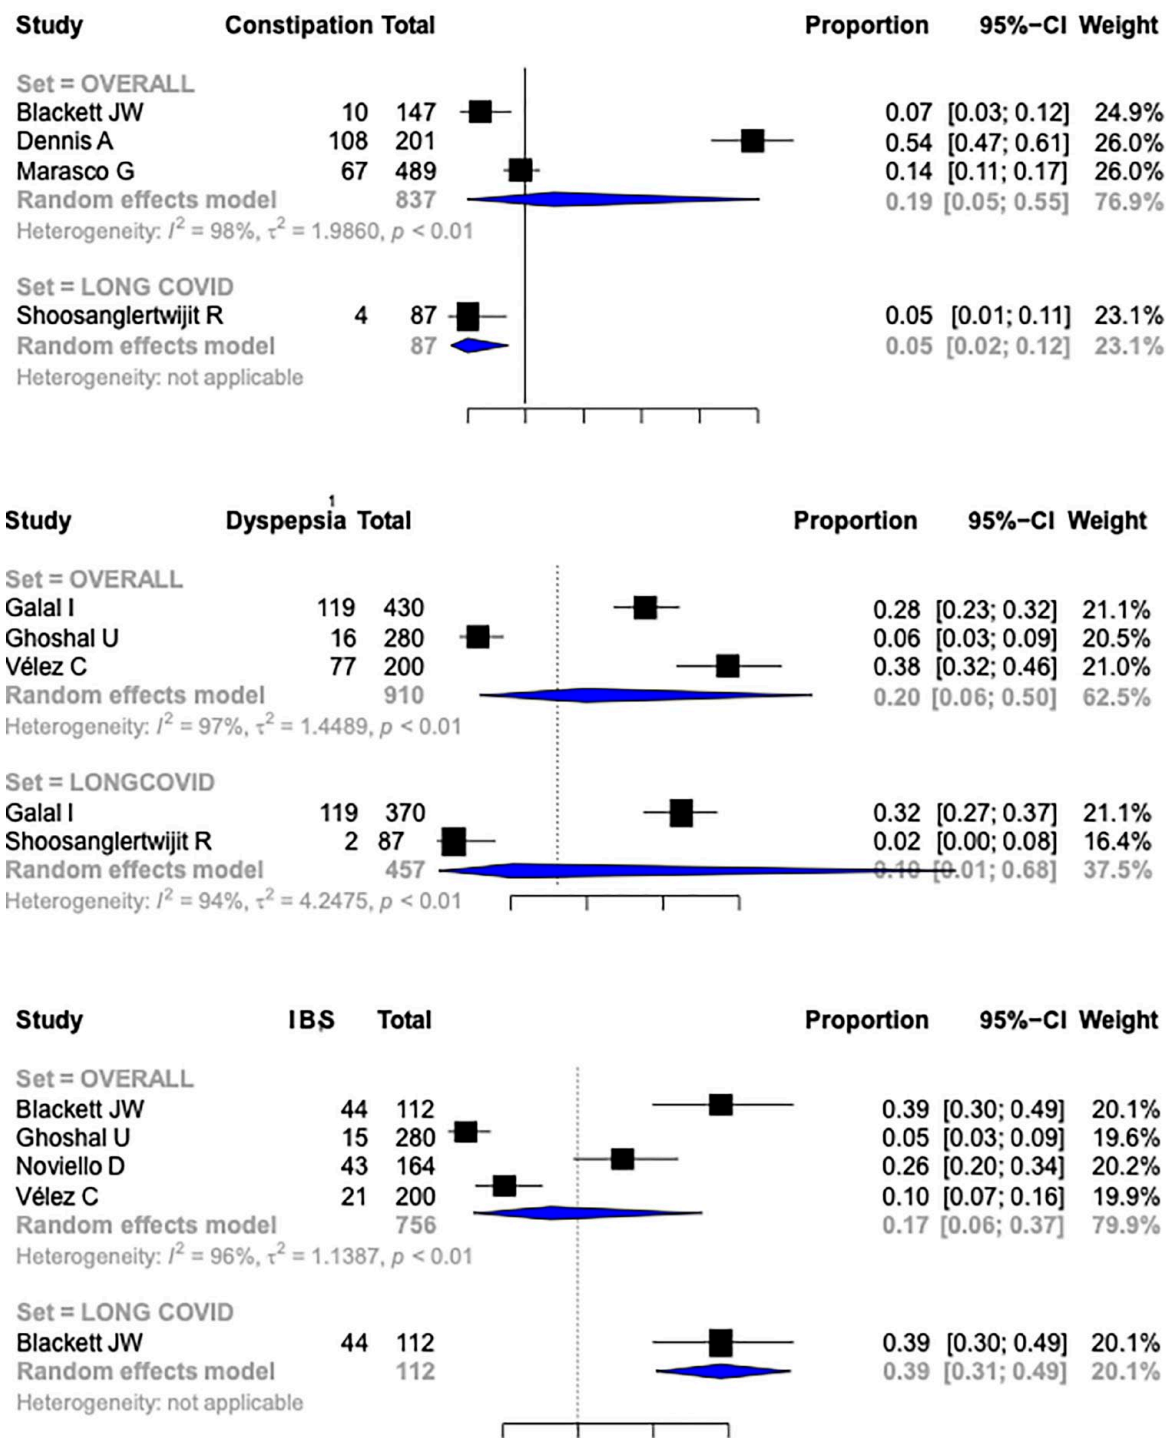 Study Constipation Total Proportion 95%−CI Weight
Set = OVERALL
Blackett JW 10 147 0.07 [0.03; 0.12] 24.9%
Dennis A 108 201 0.54 [0.47; 0.61] 26.0%
Marasco G 67 489 0.14 [0.11; 0.17] 26.0%
Random effects model 837 0.19 [0.05; 0.55] 76.9%
Heterogeneity: I² = 98%, τ² = 1.9860, p < 0.01
Set = LONG COVID
Shoosanglertwijit R 4 87 0.05 [0.01; 0.11] 23.1%
Random effects model 87 0.05 [0.02; 0.12] 23.1%
Heterogeneity: not applicable
Study Dyspepsia ¹ Total Proportion 95%−CI Weight
Set = OVERALL
Galal I 119 430 0.28 [0.23; 0.32] 21.1%
Ghoshal U 16 280 0.06 [0.03; 0.09] 20.5%
Vélez C 77 200 0.38 [0.32; 0.46] 21.0%
Random effects model 910 0.20 [0.06; 0.50] 62.5%
Heterogeneity: I² = 97%, τ² = 1.4489, p < 0.01
Set = LONGCOVID
Galal I 119 370 0.32 [0.27; 0.37] 21.1%
Shoosanglertwijit R 2 87 0.02 [0.00; 0.08] 16.4%
Random effects model 457 0.10 [0.01; 0.68] 37.5%
Heterogeneity: I² = 94%, τ² = 4.2475, p < 0.01
Study IBS Total Proportion 95%−CI Weight
Set = OVERALL
Blackett JW 44 112 0.39 [0.30; 0.49] 20.1%
Ghoshal U 15 280 0.05 [0.03; 0.09] 19.6%
Noviello D 43 164 0.26 [0.20; 0.34] 20.2%
Vélez C 21 200 0.10 [0.07; 0.16] 19.9%
Random effects model 756 0.17 [0.06; 0.37] 79.9%
Heterogeneity: I² = 96%, τ² = 1.1387, p < 0.01
Set = LONG COVID
Blackett JW 44 112 0.39 [0.30; 0.49] 20.1%
Random effects model 112 0.39 [0.31; 0.49] 20.1%
Heterogeneity: not applicable